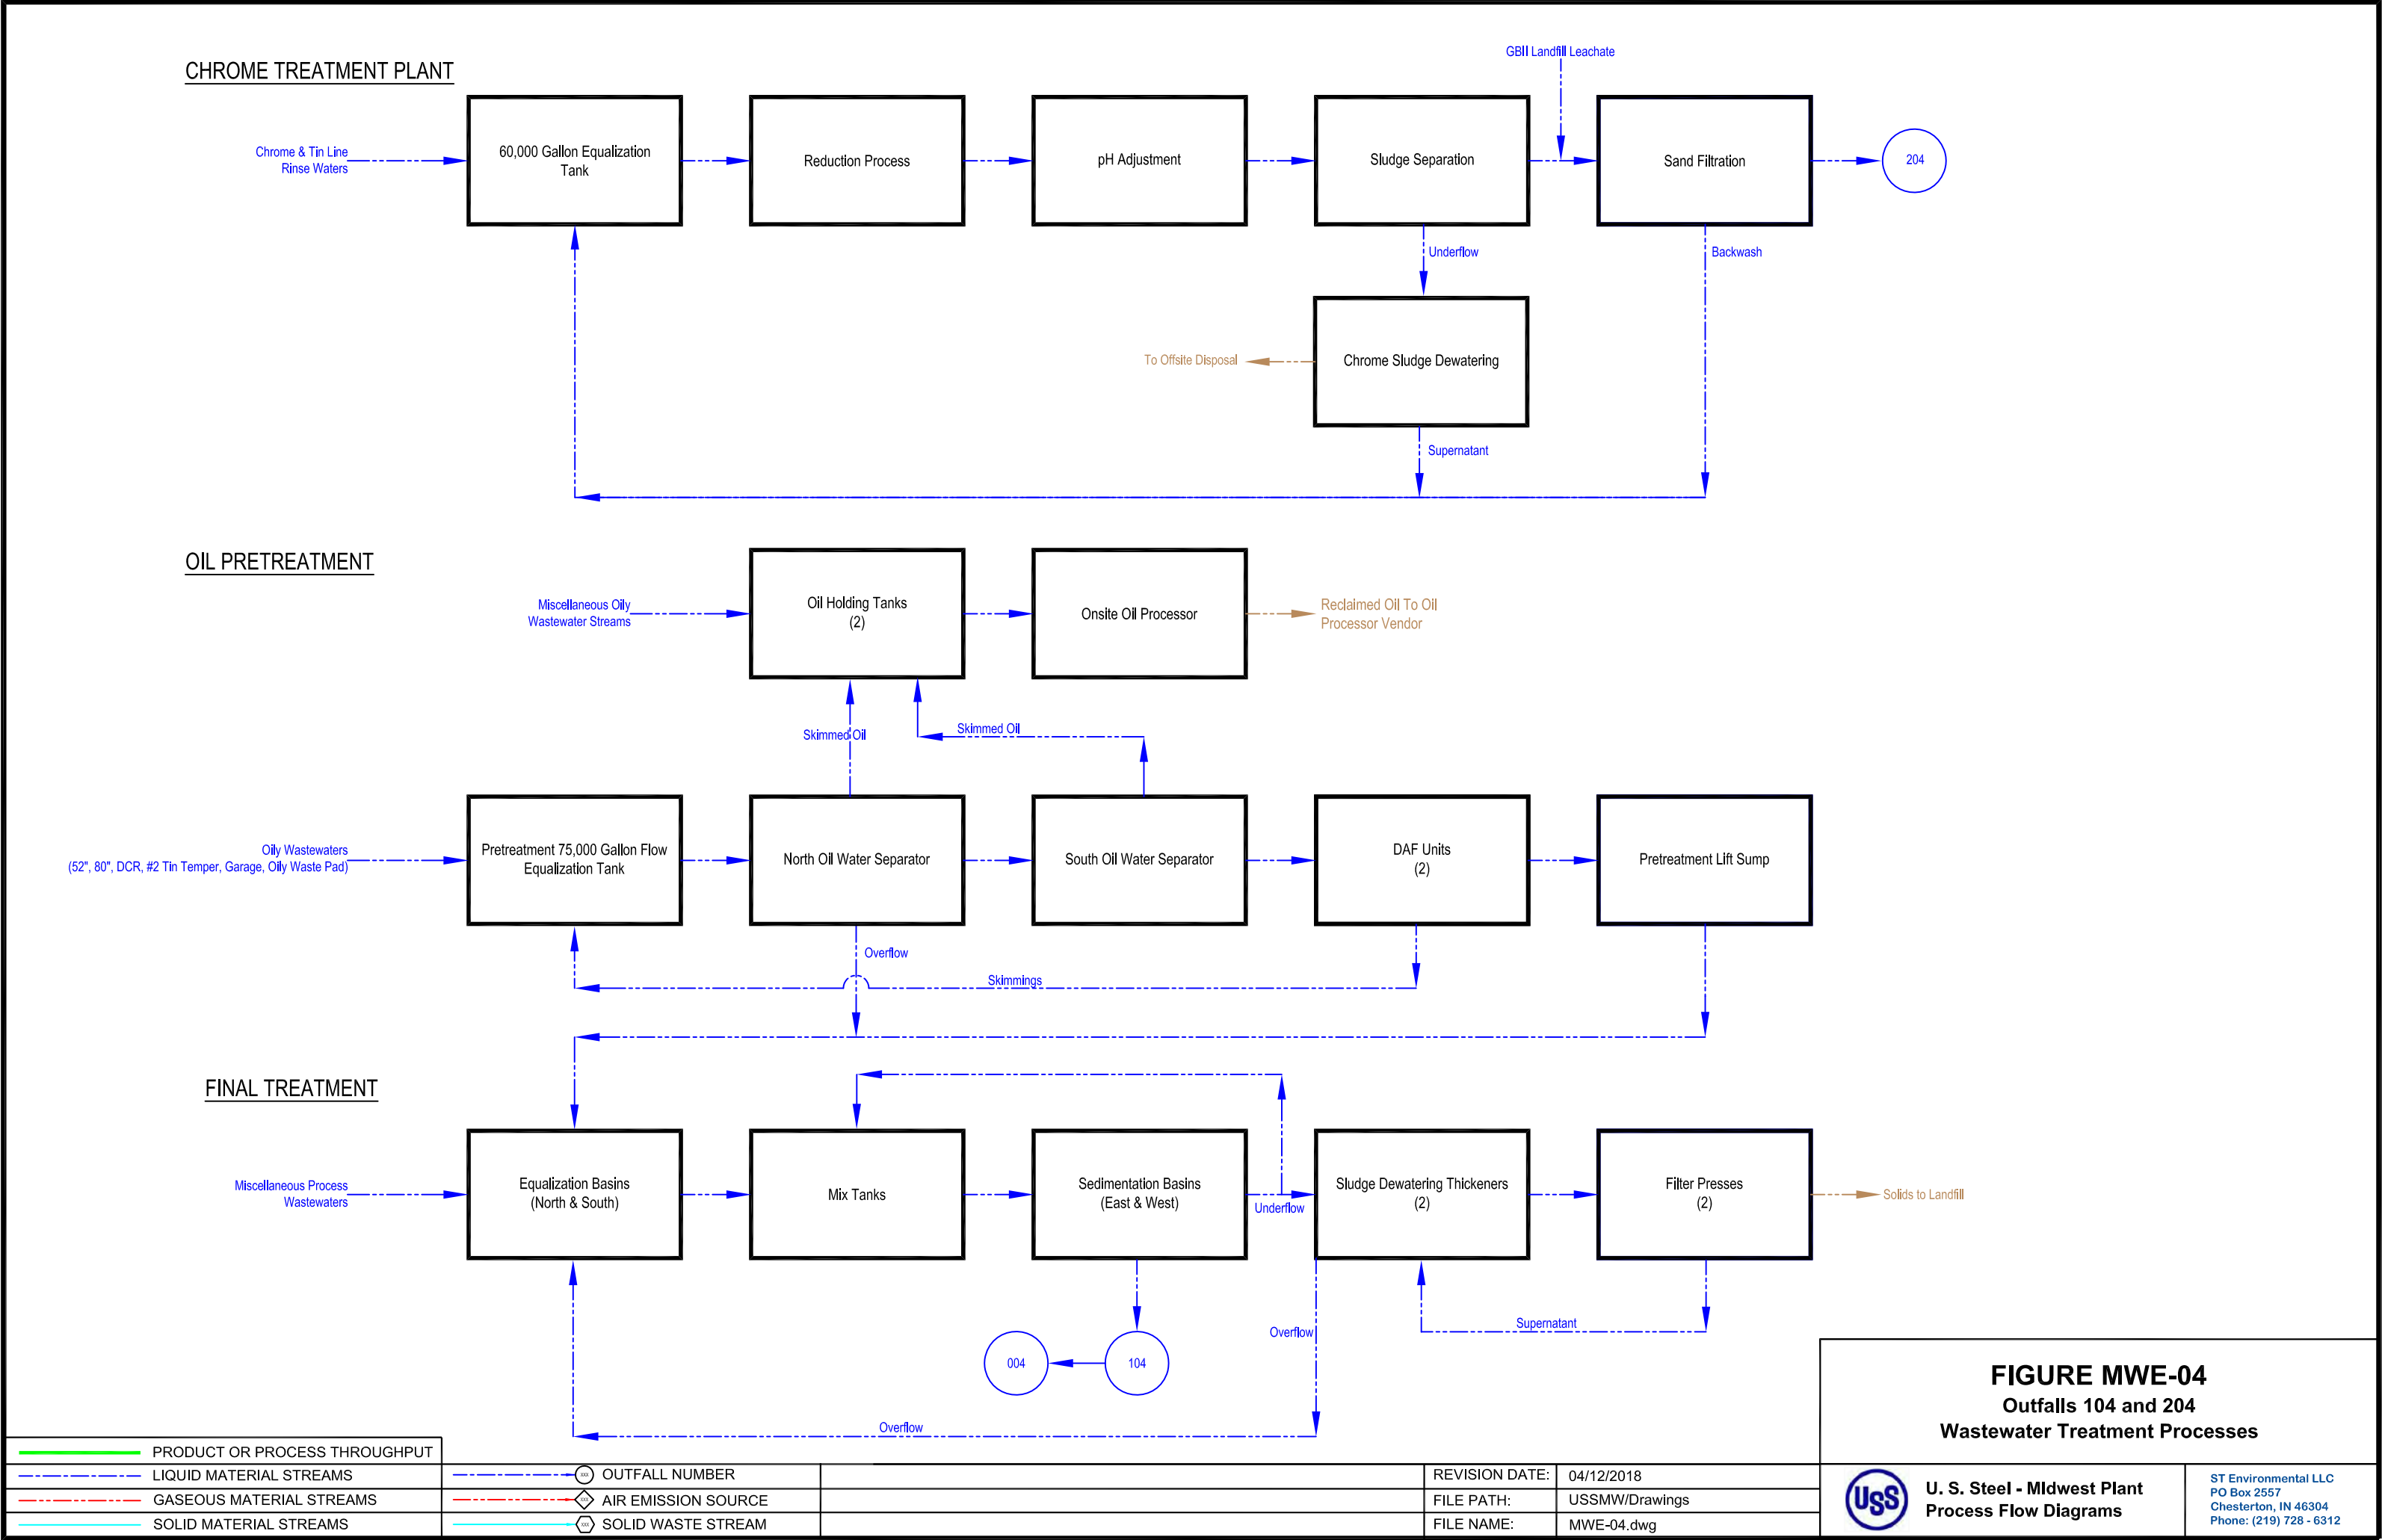 CHROME TREATMENT PLANT
GBII Landfill Leachate
Chrome & Tin Line
Rinse Waters
60,000 Gallon Equalization
Tank
Reduction Process
pH Adjustment
Sludge Separation
Sand Filtration
204
Underflow
Backwash
To Offsite Disposal
Chrome Sludge Dewatering
Supernatant
OIL PRETREATMENT
Miscellaneous Oily
Wastewater Streams
Oil Holding Tanks
(2)
Onsite Oil Processor
Reclaimed Oil To Oil
Processor Vendor
Skimmed Oil
Skimmed Oil
Oily Wastewaters
(52", 80", DCR, #2 Tin Temper, Garage, Oily Waste Pad)
Pretreatment 75,000 Gallon Flow
Equalization Tank
North Oil Water Separator
South Oil Water Separator
DAF Units
(2)
Pretreatment Lift Sump
Overflow
Skimmings
FINAL TREATMENT
Miscellaneous Process
Wastewaters
Equalization Basins
(North & South)
Mix Tanks
Sedimentation Basins
(East & West)
Underflow
Sludge Dewatering Thickeners
(2)
Filter Presses
(2)
Solids to Landfill
Overflow
Supernatant
004
104
Overflow
FIGURE MWE-04
Outfalls 104 and 204
Wastewater Treatment Processes
PRODUCT OR PROCESS THROUGHPUT
LIQUID MATERIAL STREAMS
GASEOUS MATERIAL STREAMS
SOLID MATERIAL STREAMS
XXX OUTFALL NUMBER
XXX AIR EMISSION SOURCE
XXX SOLID WASTE STREAM
REVISION DATE: 04/12/2018
FILE PATH: USSMW/Drawings
FILE NAME: MWE-04.dwg
USS
U. S. Steel - MIdwest Plant
Process Flow Diagrams
ST Environmental LLC
PO Box 2557
Chesterton, IN 46304
Phone: (219) 728 - 6312